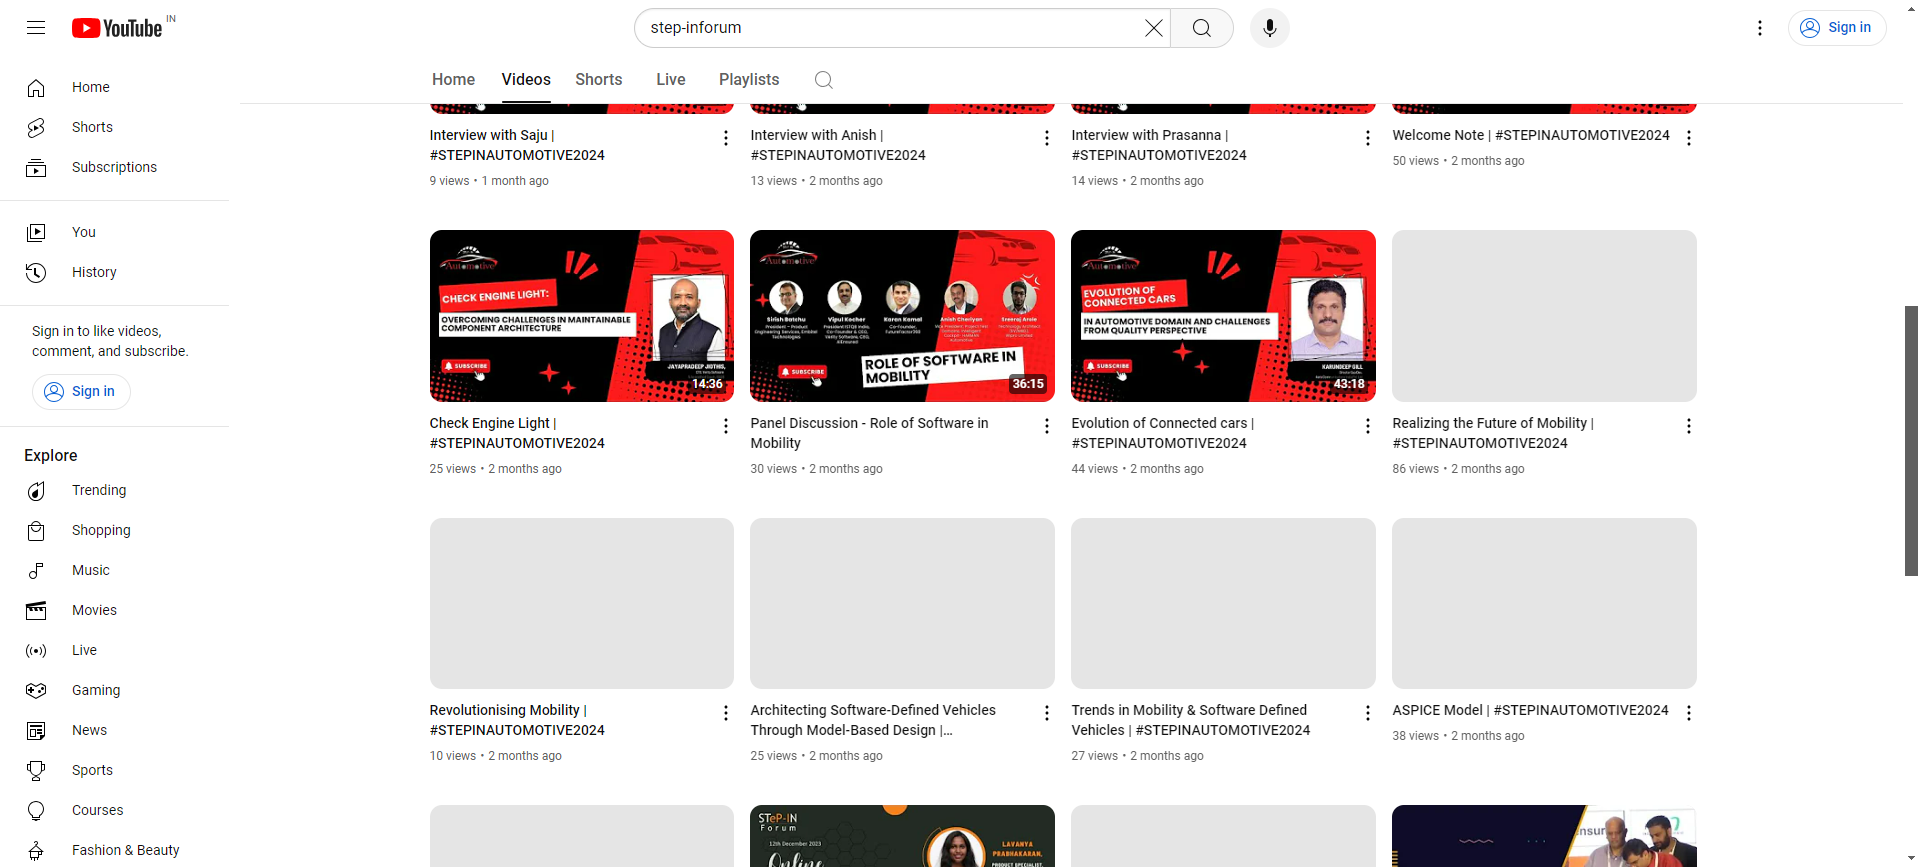 YouTube IN
step-inforum
Sign in
Home
Shorts
Subscriptions
You
History
Sign in to like videos,
comment, and subscribe.
Sign in
Explore
Trending
Shopping
Music
Movies
Live
Gaming
News
Sports
Courses
Fashion & Beauty
Home Videos Shorts Live Playlists
Interview with Saju |
#STEPINAUTOMOTIVE2024
9 views • 1 month ago
Interview with Anish |
#STEPINAUTOMOTIVE2024
13 views • 2 months ago
Interview with Prasanna |
#STEPINAUTOMOTIVE2024
14 views • 2 months ago
Welcome Note | #STEPINAUTOMOTIVE2024
50 views • 2 months ago
Automotive
CHECK ENGINE LIGHT:
OVERCOMING CHALLENGES IN MAINTAINABLE
COMPONENT ARCHITECTURE
SUBSCRIBE
JAYAPRADEEP JIOTHIS,
14:36
Check Engine Light |
#STEPINAUTOMOTIVE2024
25 views • 2 months ago
Automotive
Sirish Batchu
Vipul Kocher
Karan Kamal
Anish Cheriyan
Sreeraj Arole
SUBSCRIBE
ROLE OF SOFTWARE IN
MOBILITY
36:15
Panel Discussion - Role of Software in
Mobility
30 views • 2 months ago
Automotive
EVOLUTION OF
CONNECTED CARS
IN AUTOMOTIVE DOMAIN AND CHALLENGES
FROM QUALITY PERSPECTIVE
SUBSCRIBE
KARUNDEEP GILL
43:18
Evolution of Connected cars |
#STEPINAUTOMOTIVE2024
44 views • 2 months ago
Realizing the Future of Mobility |
#STEPINAUTOMOTIVE2024
86 views • 2 months ago
Revolutionising Mobility |
#STEPINAUTOMOTIVE2024
10 views • 2 months ago
Architecting Software-Defined Vehicles
Through Model-Based Design |...
25 views • 2 months ago
Trends in Mobility & Software Defined
Vehicles | #STEPINAUTOMOTIVE2024
27 views • 2 months ago
ASPICE Model | #STEPINAUTOMOTIVE2024
38 views • 2 months ago
STeP-IN
Forum
12th December 2023
Online
LAVANYA
PRABHAKARAN,
PRODUCT SPECIALIST,